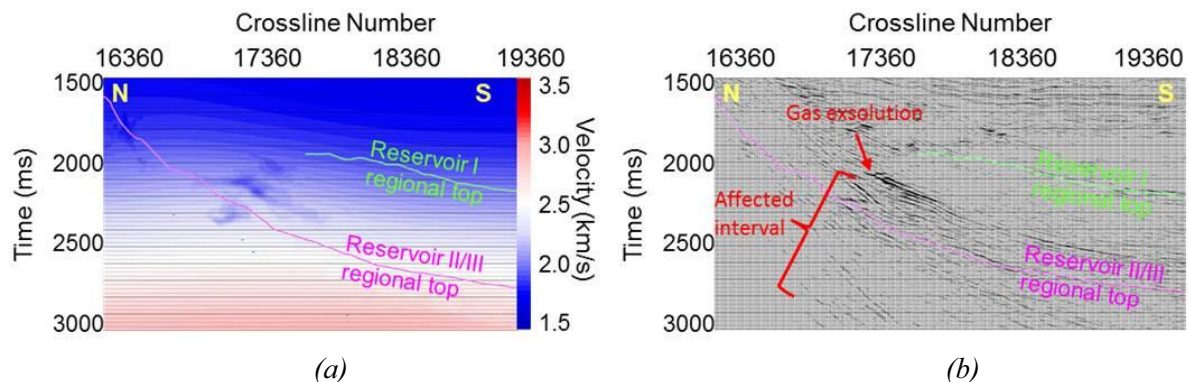 Crossline Number
16360 17360 18360 19360
1500
2000
2500
3000
Time (ms)
N
S
Reservoir I
regional top
Reservoir II/III
regional top
3.5
3.0
2.5
2.0
1.5
Velocity (km/s)
(a)
Crossline Number
16360 17360 18360 19360
1500
2000
2500
3000
Time (ms)
N
S
Gas exsolution
Affected
interval
Reservoir I
regional top
Reservoir II/III
regional top
(b)